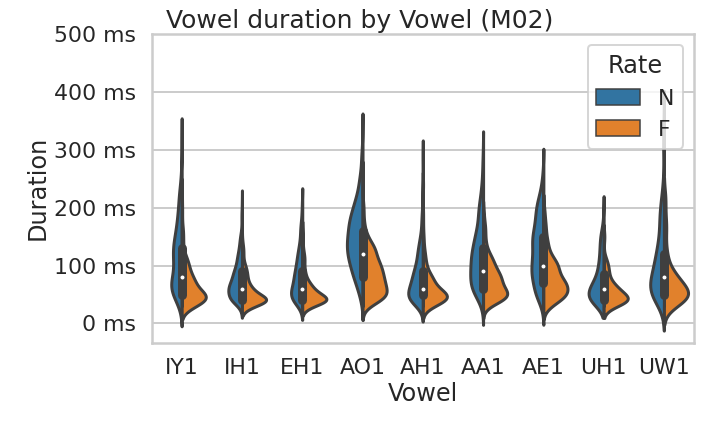 Vowel duration by Vowel (M02)
500 ms
400 ms
300 ms
200 ms
100 ms
0 ms
Duration
Rate
N
F
IY1 IH1 EH1 AO1 AH1 AA1 AE1 UH1 UW1
Vowel